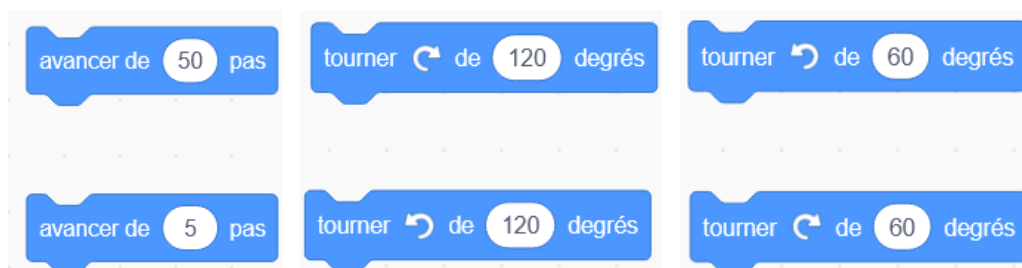 avancer de 50 pas
tourner de 120 degrés
tourner de 60 degrés
avancer de 5 pas
tourner de 120 degrés
tourner de 60 degrés